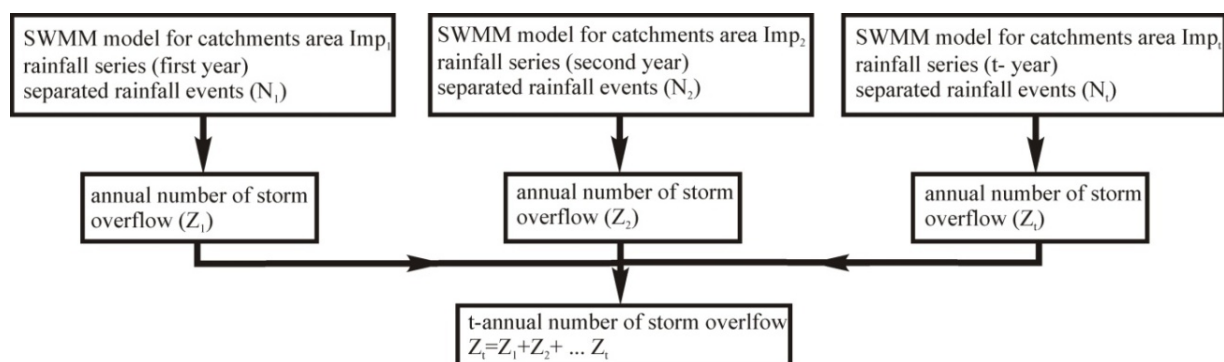 SWMM model for catchments area Imp₁
rainfall series (first year)
separated rainfall events (N₁)
SWMM model for catchments area Imp₂
rainfall series (second year)
separated rainfall events (N₂)
SWMM model for catchments area Impₜ
rainfall series (t- year)
separated rainfall events (Nₜ)
annual number of storm
overflow (Z₁)
annual number of storm
overflow (Z₂)
annual number of storm
overflow (Zₜ)
t-annual number of storm overlfow
Zₜ=Z₁+Z₂+ ... Zₜ